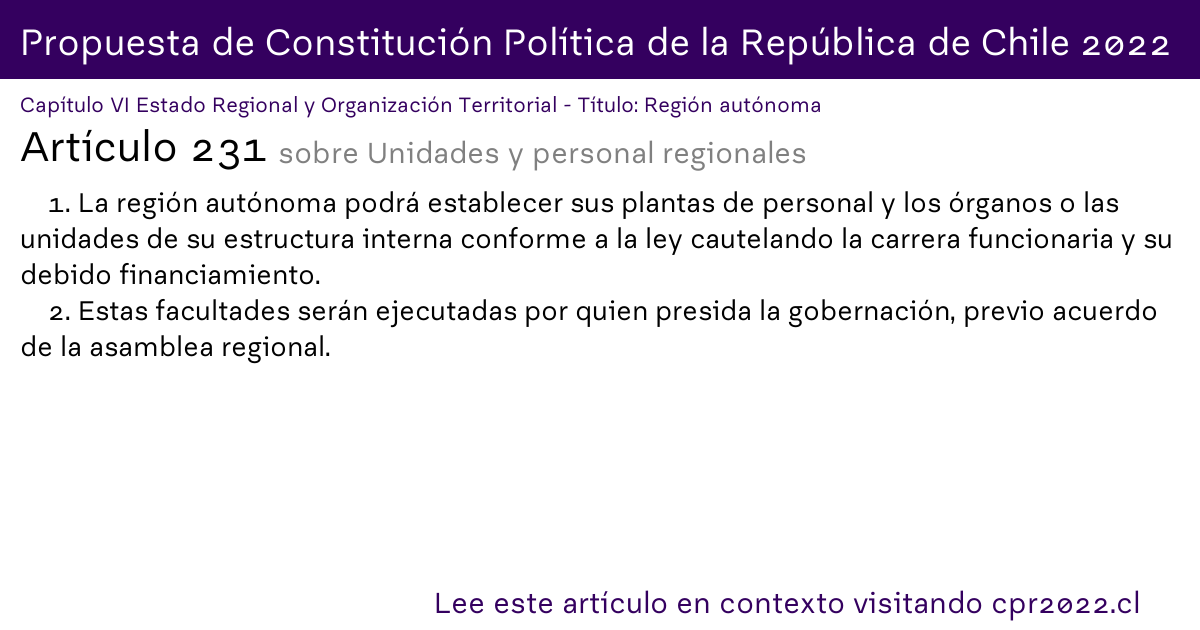 Propuesta de Constitución Política de la República de Chile 2022
Capítulo VI Estado Regional y Organización Territorial - Título: Región autónoma
Artículo 231 sobre Unidades y personal regionales
1. La región autónoma podrá establecer sus plantas de personal y los órganos o las
unidades de su estructura interna conforme a la ley cautelando la carrera funcionaria y su
debido financiamiento.
2. Estas facultades serán ejecutadas por quien presida la gobernación, previo acuerdo
de la asamblea regional.
Lee este artículo en contexto visitando cpr2022.cl